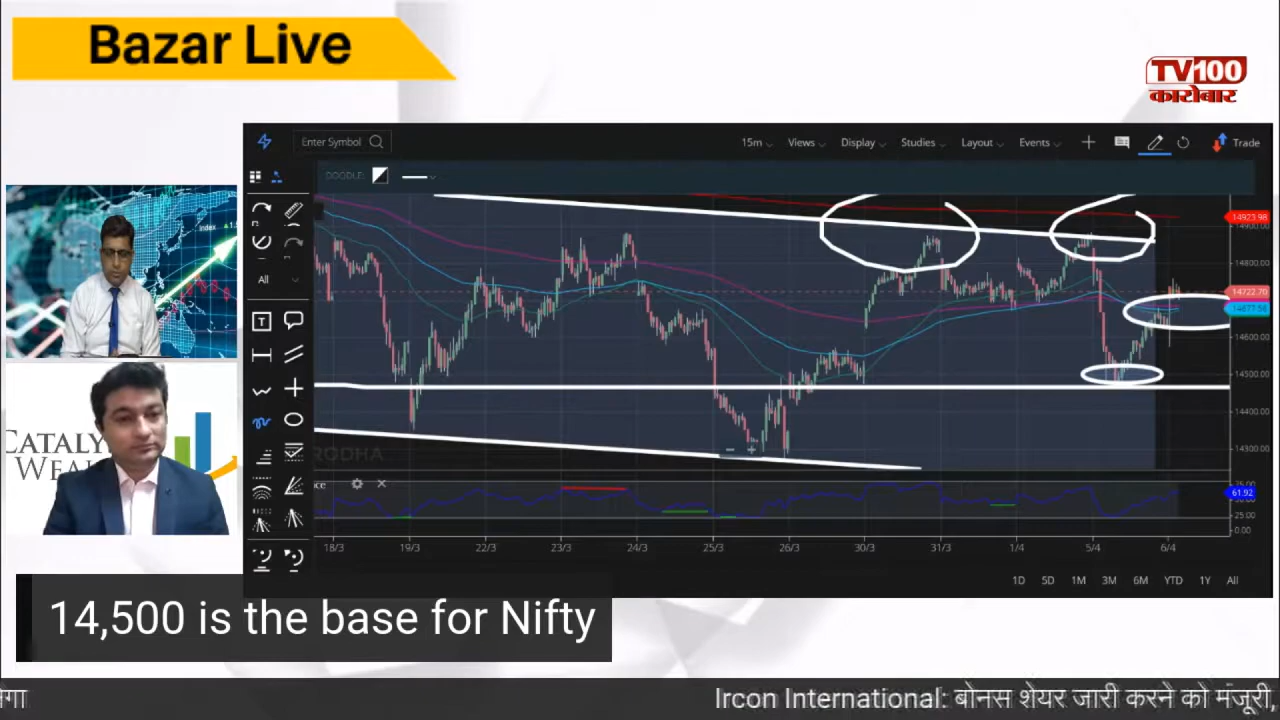 Bazar Live
TV100
कारोबार
Enter Symbol
15m
Views
Display
Studies
Layout
Events
Trade
DOODLE:
All
14923.98
14900.00
14800.00
14722.70
14600.00
14500.00
14400.00
14300.00
61.92
25.00
0.00
18/3
19/3
22/3
23/3
24/3
25/3
26/3
30/3
31/3
1/4
5/4
6/4
1D
5D
1M
3M
6M
YTD
1Y
All
CATALY
WEAL
14,500 is the base for Nifty
Ircon International: बोनस शेयर जारी करने को मंजूरी,